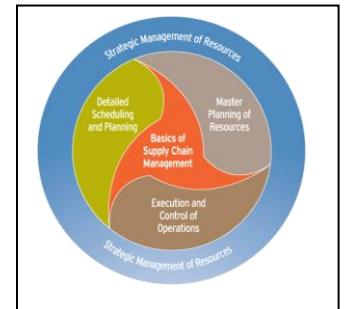 Strategic Management of Resources
Detailed
Scheduling
and Planning
Master
Planning of
Resources
Basics of
Supply Chain
Management
Execution and
Control of
Operations
Strategic Management of Resources